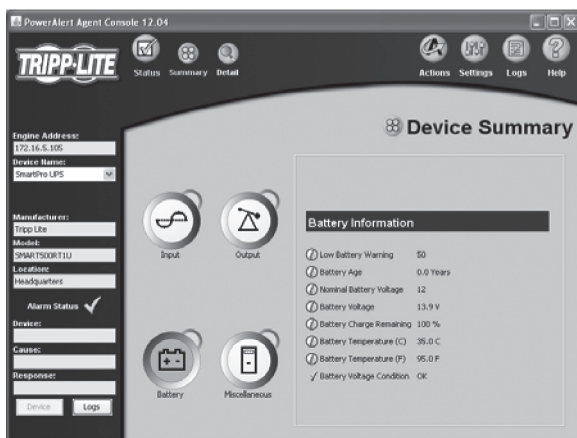 PowerAlert Agent Console 12.04
TRIPP·LITE
Status Summary Detail
Actions Settings Logs Help
Device Summary
Engine Address:
172.16.5.105
Device Name:
SmartPro UPS
Manufacturer:
Tripp Lite
Model:
SMART500RT1U
Location:
Headquarters
Alarm Status
Device:
Cause:
Response:
Device Logs
Input Output
Battery Miscellaneous
Battery Information
Low Battery Warning 50
Battery Age 0.0 Years
Nominal Battery Voltage 12
Battery Voltage 13.9 V
Battery Charge Remaining 100 %
Battery Temperature (C) 35.0 C
Battery Temperature (F) 95.0 F
Battery Voltage Condition OK